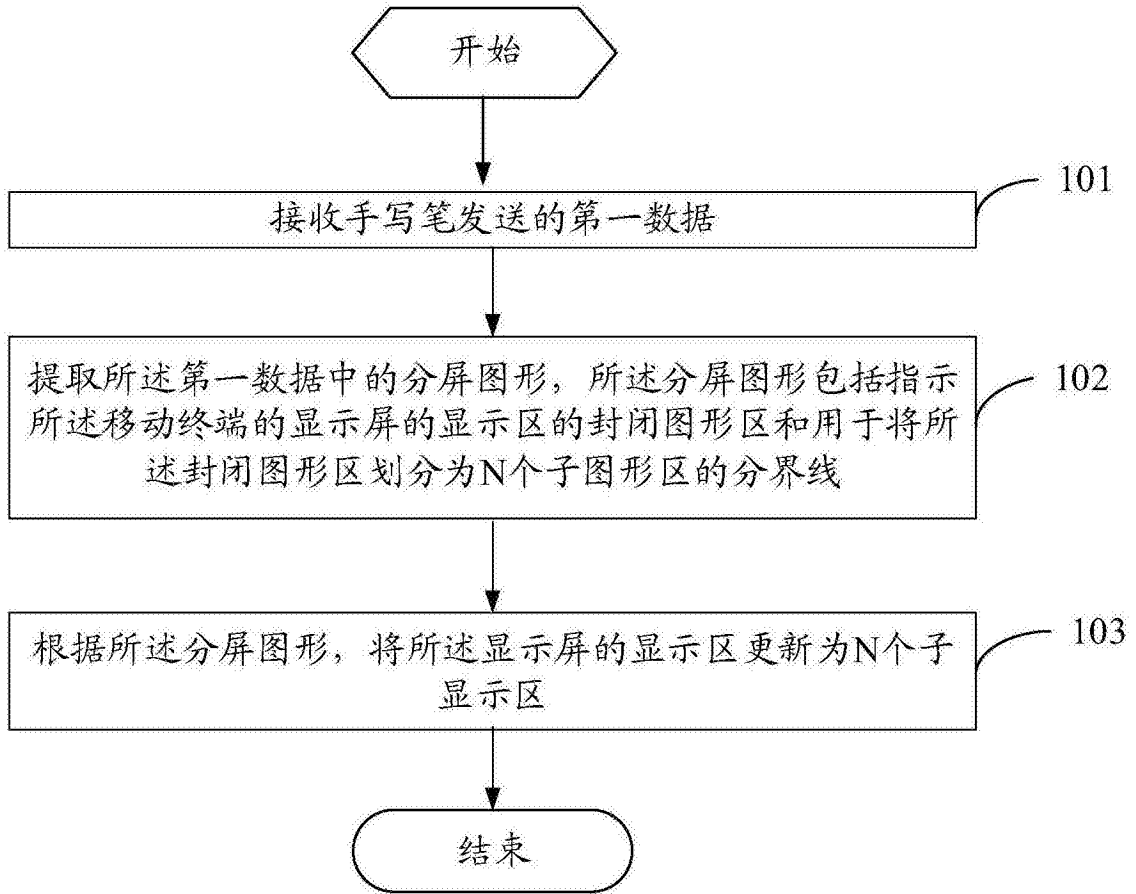 开始
101
接收手写笔发送的第一数据
提取所述第一数据中的分屏图形，所述分屏图形包括指示
102
所述移动终端的显示屏的显示区的封闭图形区和用于将所
述封闭图形区划分为N个子图形区的分界线
103
根据所述分屏图形，将所述显示屏的显示区更新为N个子
显示区
结束